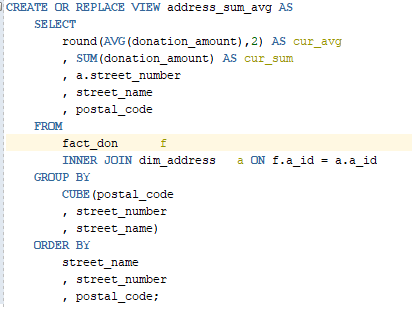 CREATE OR REPLACE VIEW address_sum_avg AS
SELECT
round(AVG(donation_amount),2) AS cur_avg
, SUM(donation_amount) AS cur_sum
, a.street_number
, street_name
, postal_code
FROM
fact_don f
INNER JOIN dim_address a ON f.a_id = a.a_id
GROUP BY
CUBE(postal_code
, street_number
, street_name)
ORDER BY
street_name
, street_number
, postal_code;